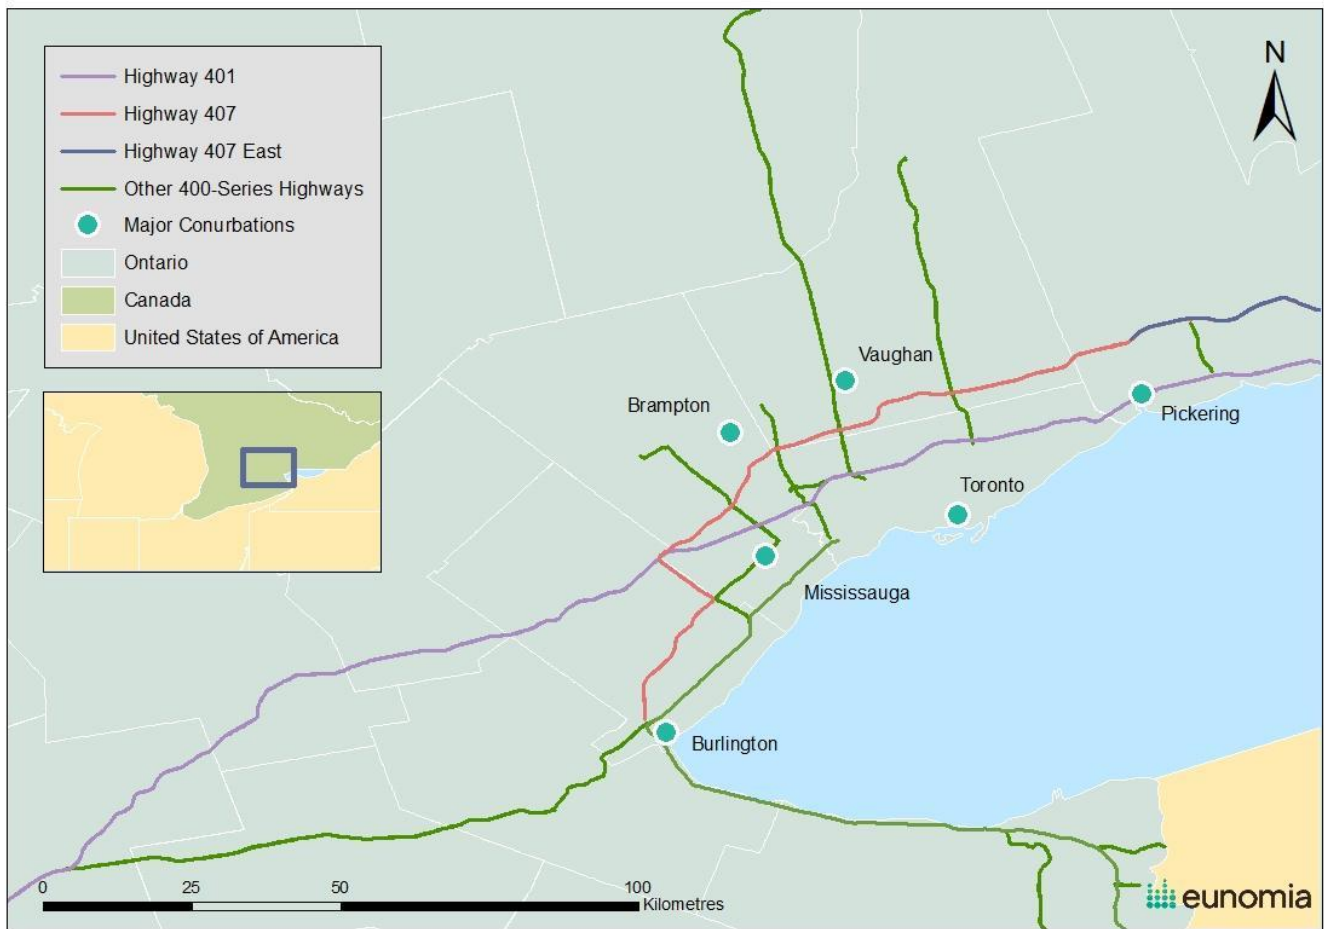 Highway 401
Highway 407
Highway 407 East
Other 400-Series Highways
Major Conurbations
Ontario
Canada
United States of America
N
Vaughan
Brampton
Pickering
Toronto
Mississauga
Burlington
0 25 50 100
Kilometres
eunomia